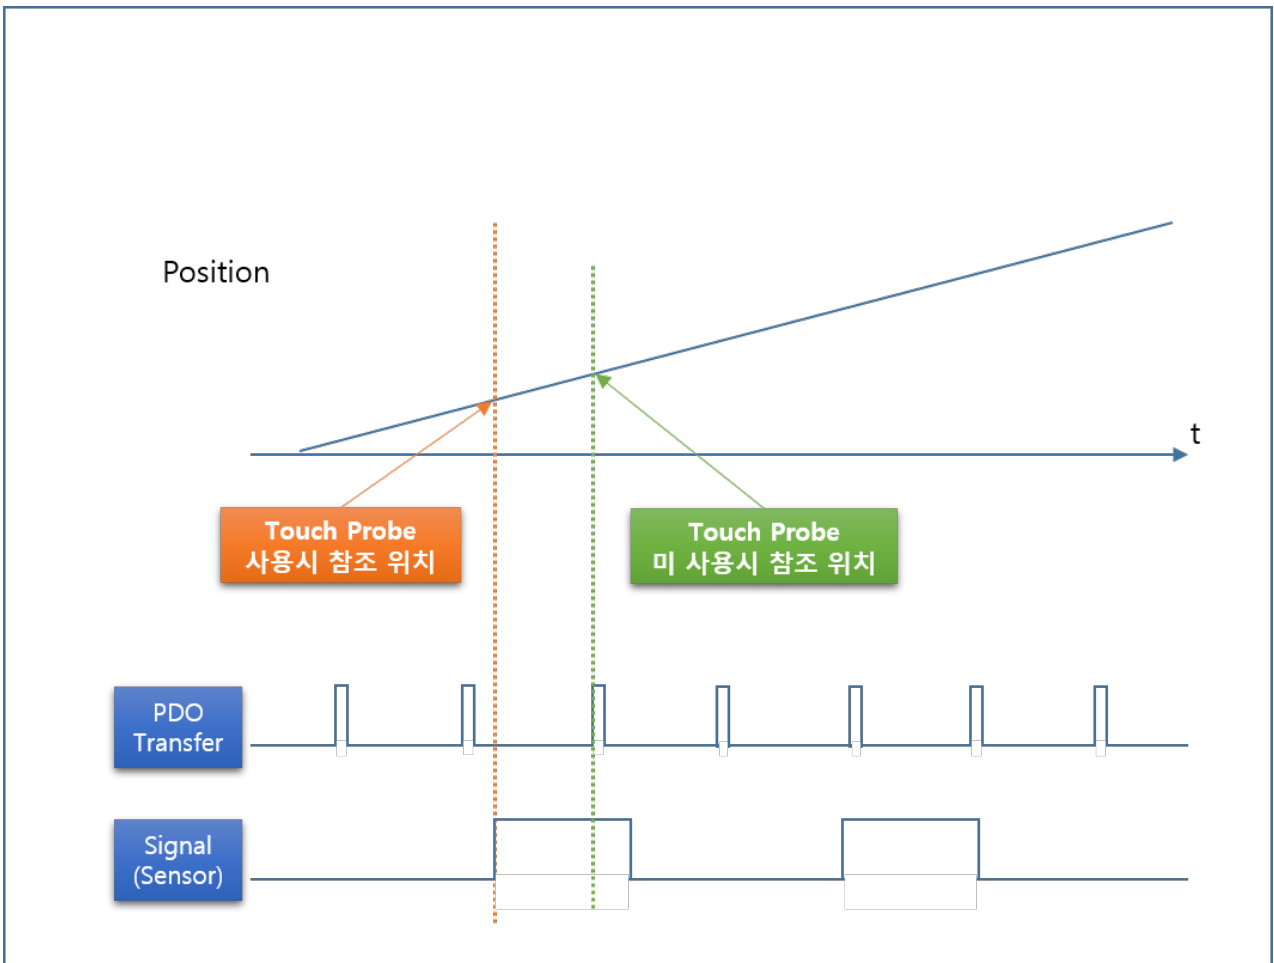 Position
t
Touch Probe
사용시 참조 위치
Touch Probe
미 사용시 참조 위치
PDO
Transfer
Signal
(Sensor)